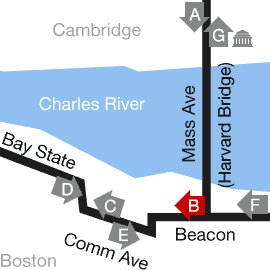 Cambridge
A
G
Charles River
Mass Ave
(Harvard Bridge)
Bay State
D
C
B
F
E
Comm Ave
Beacon
Boston